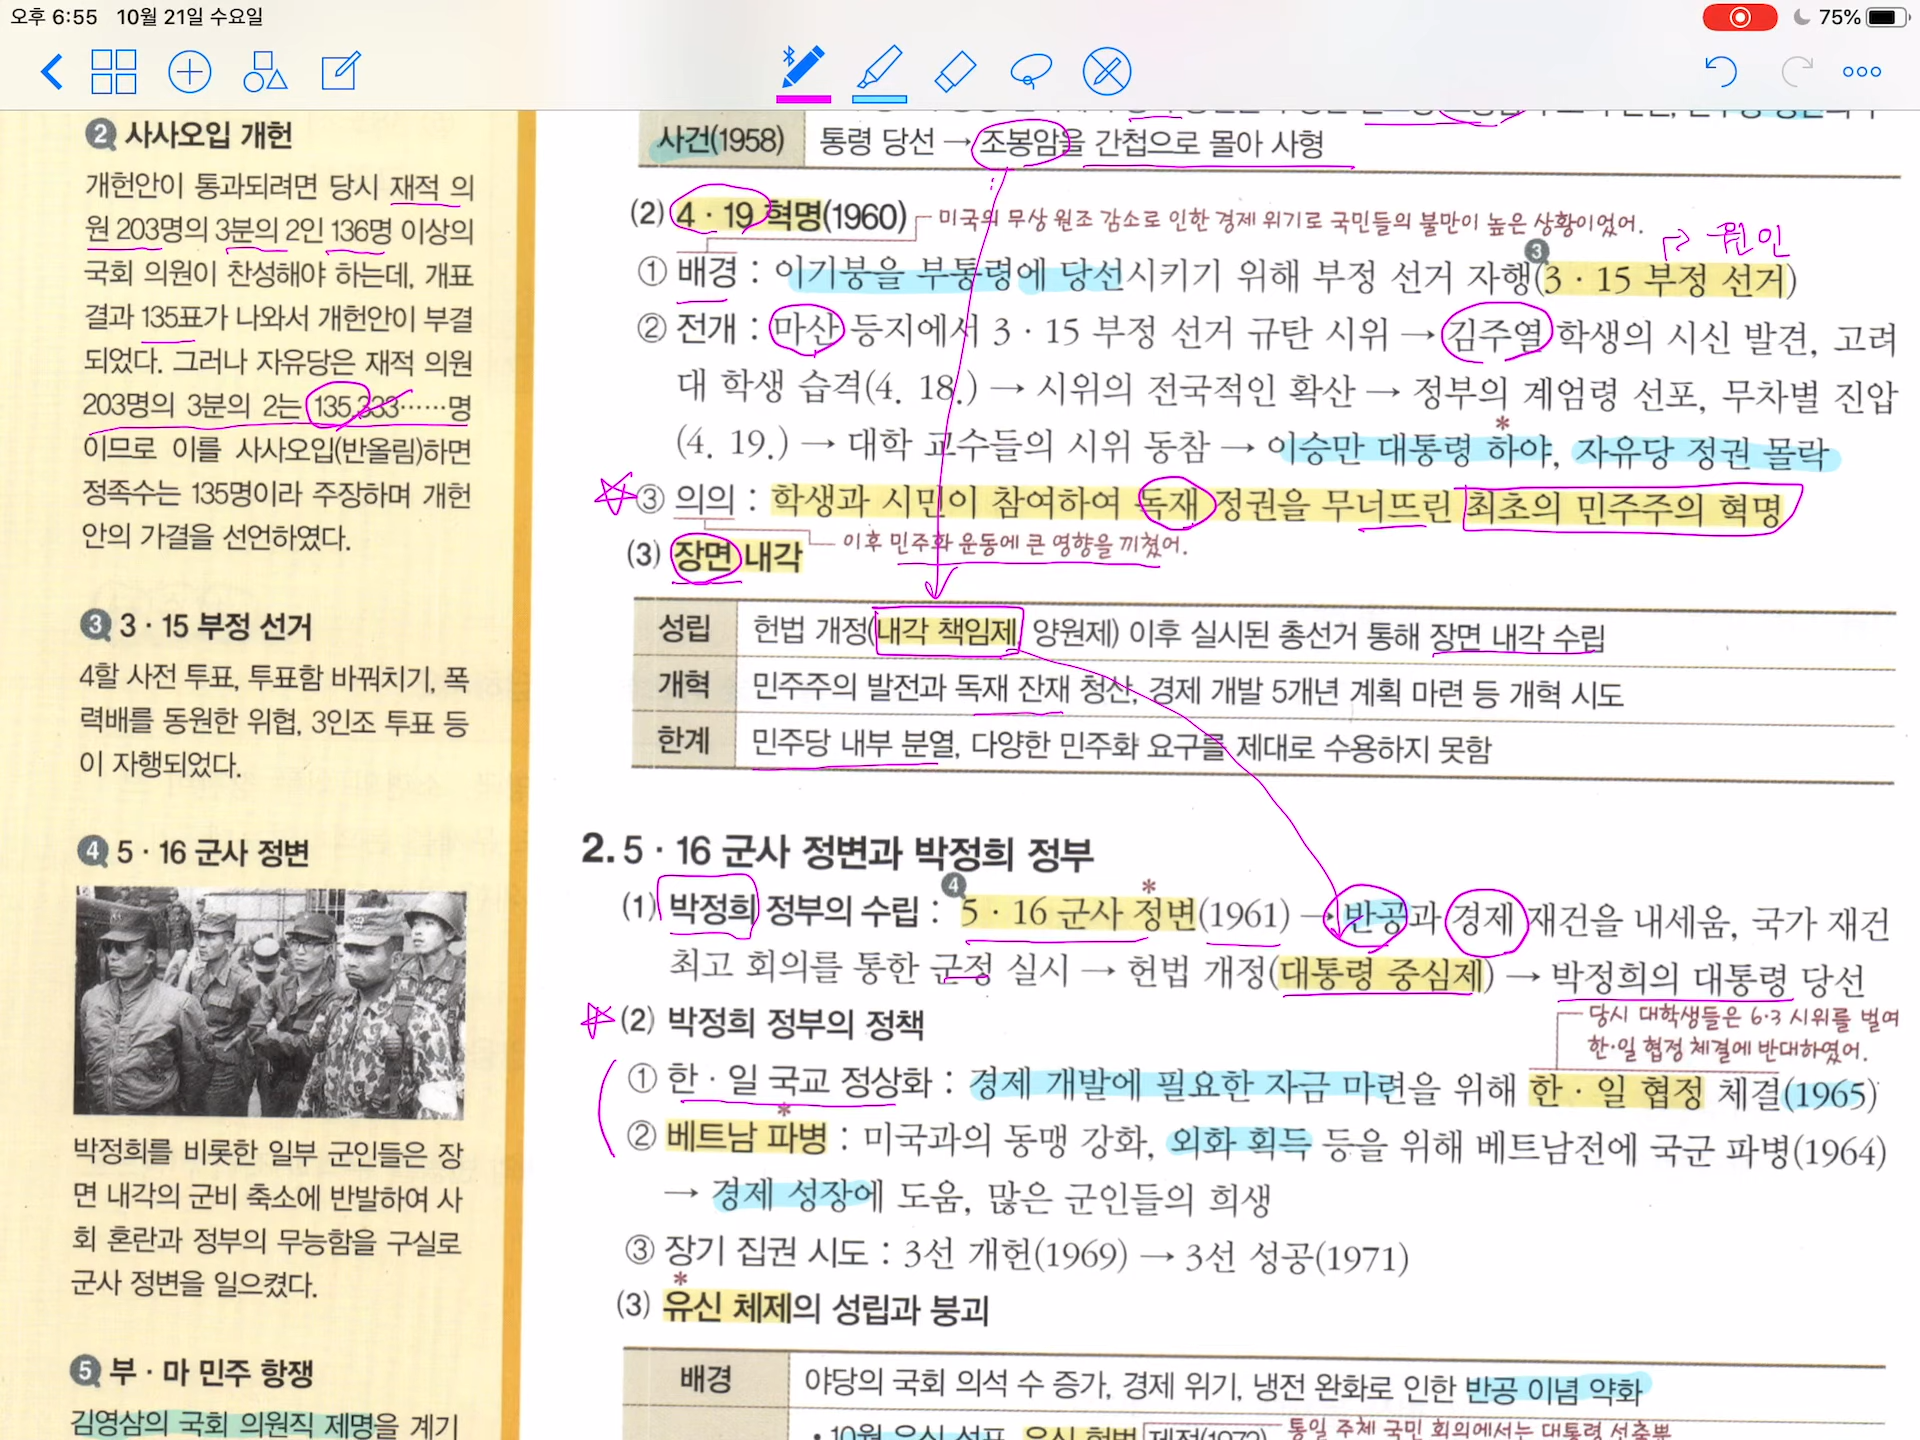 오후 6:55 10월 21일 수요일
75%
❷ 사사오입 개헌
개헌안이 통과되려면 당시 재적 의
원 203명의 3분의 2인 136명 이상의
국회 의원이 찬성해야 하는데, 개표
결과 135표가 나와서 개헌안이 부결
되었다. 그러나 자유당은 재적 의원
203명의 3분의 2는 135.333……명
이므로 이를 사사오입(반올림)하면
정족수는 135명이라 주장하며 개헌
안의 가결을 선언하였다.
❸ 3·15 부정 선거
4할 사전 투표, 투표함 바꿔치기, 폭
력배를 동원한 위협, 3인조 투표 등
이 자행되었다.
❹ 5·16 군사 정변
박정희를 비롯한 일부 군인들은 장
면 내각의 군비 축소에 반발하여 사
회 혼란과 정부의 무능함을 구실로
군사 정변을 일으켰다.
❺ 부·마 민주 항쟁
김영삼의 국회 의원직 제명을 계기
사건(1958) 통령 당선 → 조봉암을 간첩으로 몰아 사형
(2) 4·19 혁명(1960) 미국의 무상 원조 감소로 인한 경제 위기로 국민들의 불만이 높은 상황이었어.
원인
① 배경 : 이기붕을 부통령에 당선시키기 위해 부정 선거 자행(❸3·15 부정 선거)
② 전개 : 마산 등지에서 3·15 부정 선거 규탄 시위 → 김주열 학생의 시신 발견, 고려
대 학생 습격(4. 18.) → 시위의 전국적인 확산 → 정부의 계엄령 선포, 무차별 진압
(4. 19.) → 대학 교수들의 시위 동참 → 이승만 대통령 하야*, 자유당 정권 몰락
③ 의의 : 학생과 시민이 참여하여 독재 정권을 무너뜨린 최초의 민주주의 혁명
이후 민주화 운동에 큰 영향을 끼쳤어.
(3) 장면 내각
성립 헌법 개정(내각 책임제, 양원제) 이후 실시된 총선거 통해 장면 내각 수립
개혁 민주주의 발전과 독재 잔재 청산, 경제 개발 5개년 계획 마련 등 개혁 시도
한계 민주당 내부 분열, 다양한 민주화 요구를 제대로 수용하지 못함
2. 5·16 군사 정변과 박정희 정부
(1) 박정희 정부의 수립 : ❹5·16 군사 정변*(1961) → 반공과 경제 재건을 내세움, 국가 재건
최고 회의를 통한 군정 실시 → 헌법 개정(대통령 중심제) → 박정희의 대통령 당선
(2) 박정희 정부의 정책
당시 대학생들은 6·3 시위를 벌여
한·일 협정 체결에 반대하였어.
① 한·일 국교 정상화 : 경제 개발에 필요한 자금 마련을 위해 한·일 협정 체결(1965)
② 베트남 파병* : 미국과의 동맹 강화, 외화 획득 등을 위해 베트남전에 국군 파병(1964)
→ 경제 성장에 도움, 많은 군인들의 희생
③ 장기 집권 시도 : 3선 개헌(1969) → 3선 성공(1971)
(3) 유신 체제*의 성립과 붕괴
배경 야당의 국회 의석 수 증가, 경제 위기, 냉전 완화로 인한 반공 이념 약화